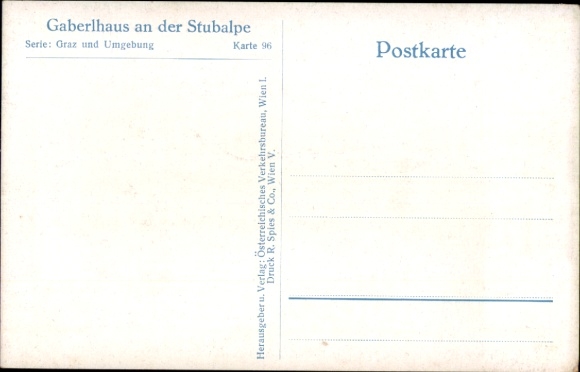 Gaberlhaus an der Stubalpe
Serie: Graz und Umgebung Karte 96
Postkarte
Herausgeber u. Verlag: Österreichisches Verkehrsbureau, Wien I.
Druck R. Spies & Co., Wien V.